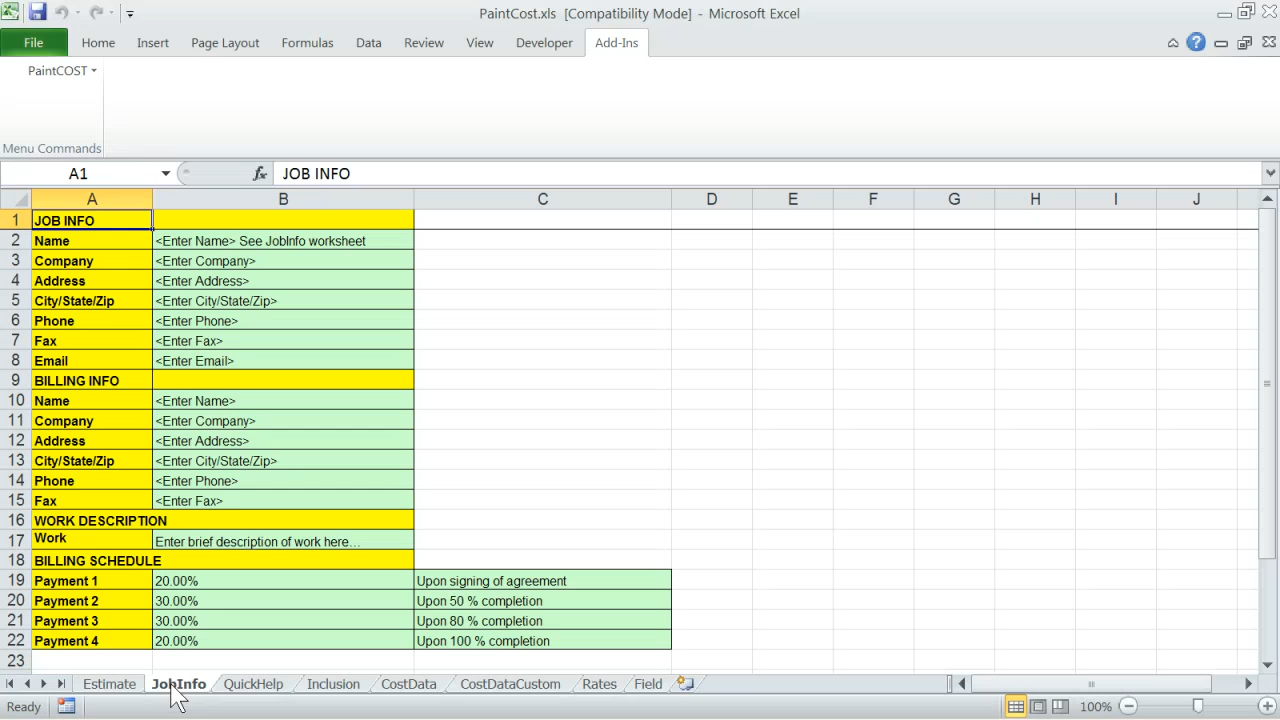 PaintCost.xls [Compatibility Mode] - Microsoft Excel
File Home Insert Page Layout Formulas Data Review View Developer Add-Ins
PaintCOST
Menu Commands
A1 fx JOB INFO
A B C D E F G H I J
1 JOB INFO
2 Name <Enter Name> See JobInfo worksheet
3 Company <Enter Company>
4 Address <Enter Address>
5 City/State/Zip <Enter City/State/Zip>
6 Phone <Enter Phone>
7 Fax <Enter Fax>
8 Email <Enter Email>
9 BILLING INFO
10 Name <Enter Name>
11 Company <Enter Company>
12 Address <Enter Address>
13 City/State/Zip <Enter City/State/Zip>
14 Phone <Enter Phone>
15 Fax <Enter Fax>
16 WORK DESCRIPTION
17 Work Enter brief description of work here...
18 BILLING SCHEDULE
19 Payment 1 20.00% Upon signing of agreement
20 Payment 2 30.00% Upon 50 % completion
21 Payment 3 30.00% Upon 80 % completion
22 Payment 4 20.00% Upon 100 % completion
23
Estimate JobInfo QuickHelp Inclusion CostData CostDataCustom Rates Field
Ready 100%